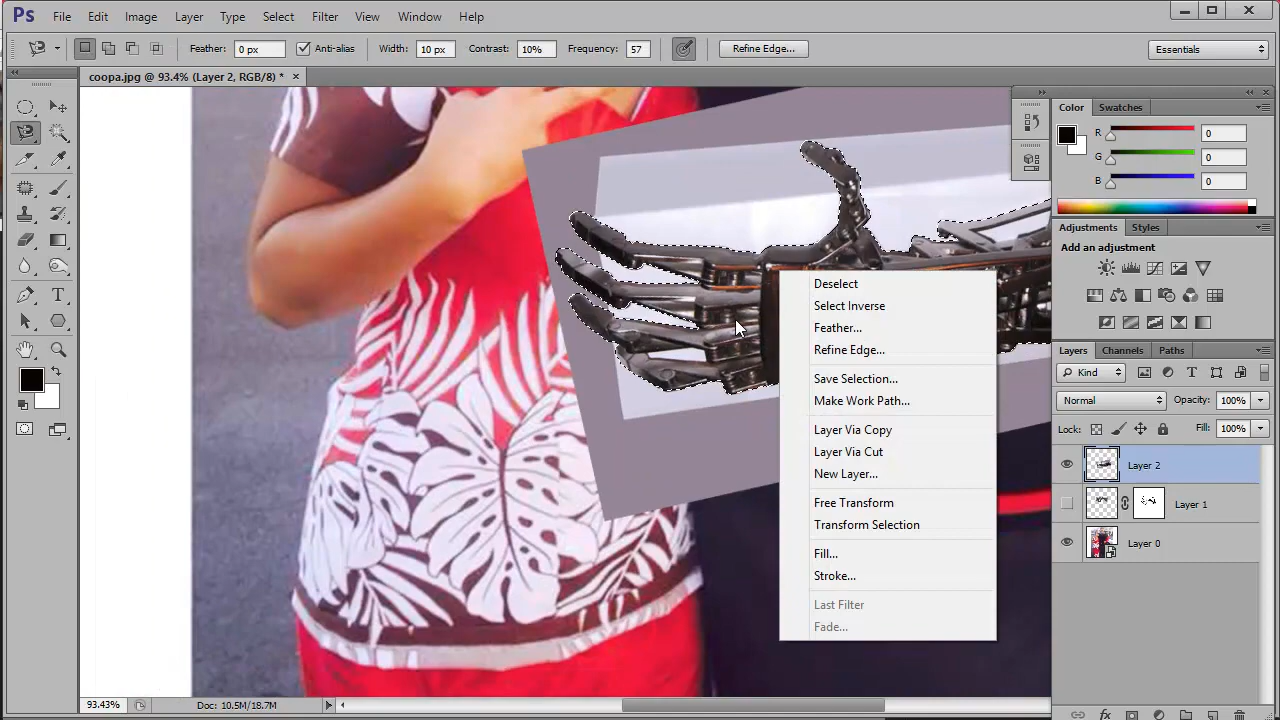 Ps File Edit Image Layer Type Select Filter View Window Help
Feather: 0 px Anti-alias Width: 10 px Contrast: 10% Frequency: 57 Refine Edge... Essentials
coopa.jpg @ 93.4% (Layer 2, RGB/8) * ×
Color Swatches
R 0
G 0
B 0
Adjustments Styles
Add an adjustment
Layers Channels Paths
Kind
Normal Opacity: 100%
Lock: Fill: 100%
Layer 2
Layer 1
Layer 0
Deselect
Select Inverse
Feather...
Refine Edge...
Save Selection...
Make Work Path...
Layer Via Copy
Layer Via Cut
New Layer...
Free Transform
Transform Selection
Fill...
Stroke...
Last Filter
Fade...
93.43% Doc: 10.5M/18.7M
fx